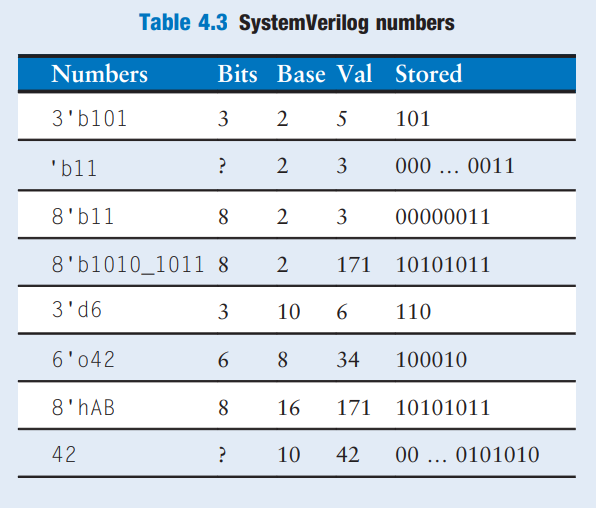 Table 4.3 SystemVerilog numbers
Numbers Bits Base Val Stored
3'b101 3 2 5 101
'b11 ? 2 3 000 ... 0011
8'b11 8 2 3 00000011
8'b1010_1011 8 2 171 10101011
3'd6 3 10 6 110
6'o42 6 8 34 100010
8'hAB 8 16 171 10101011
42 ? 10 42 00 ... 0101010